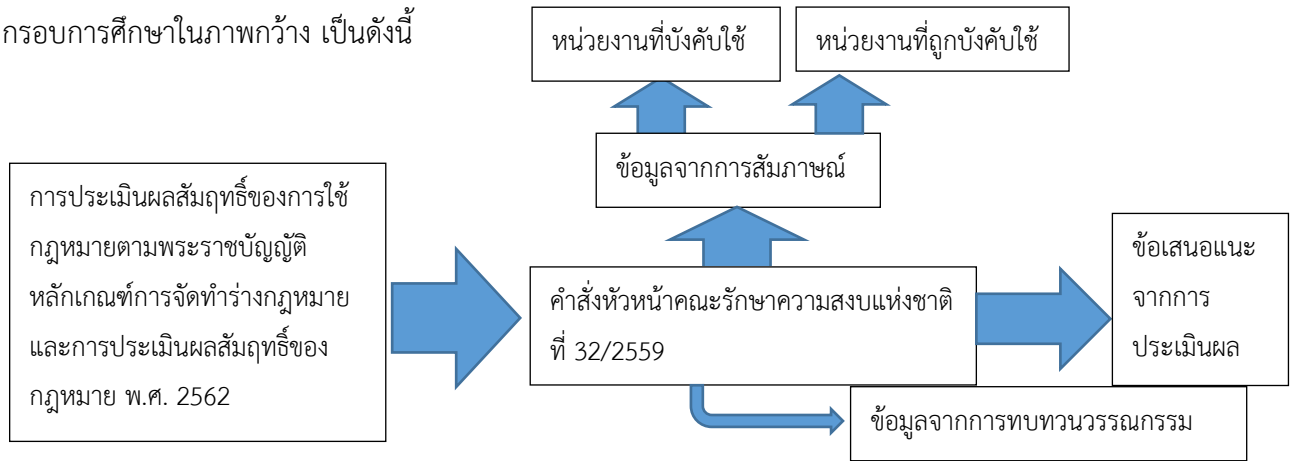 กรอบการศึกษาในภาพกว้าง เป็นดังนี้
หน่วยงานที่บังคับใช้
หน่วยงานที่ถูกบังคับใช้
ข้อมูลจากการสัมภาษณ์
การประเมินผลสัมฤทธิ์ของการใช้
กฎหมายตามพระราชบัญญัติ
หลักเกณฑ์การจัดทำร่างกฎหมาย
และการประเมินผลสัมฤทธิ์ของ
กฎหมาย พ.ศ. 2562
คำสั่งหัวหน้าคณะรักษาความสงบแห่งชาติ
ที่ 32/2559
ข้อเสนอแนะ
จากการ
ประเมินผล
ข้อมูลจากการทบทวนวรรณกรรม